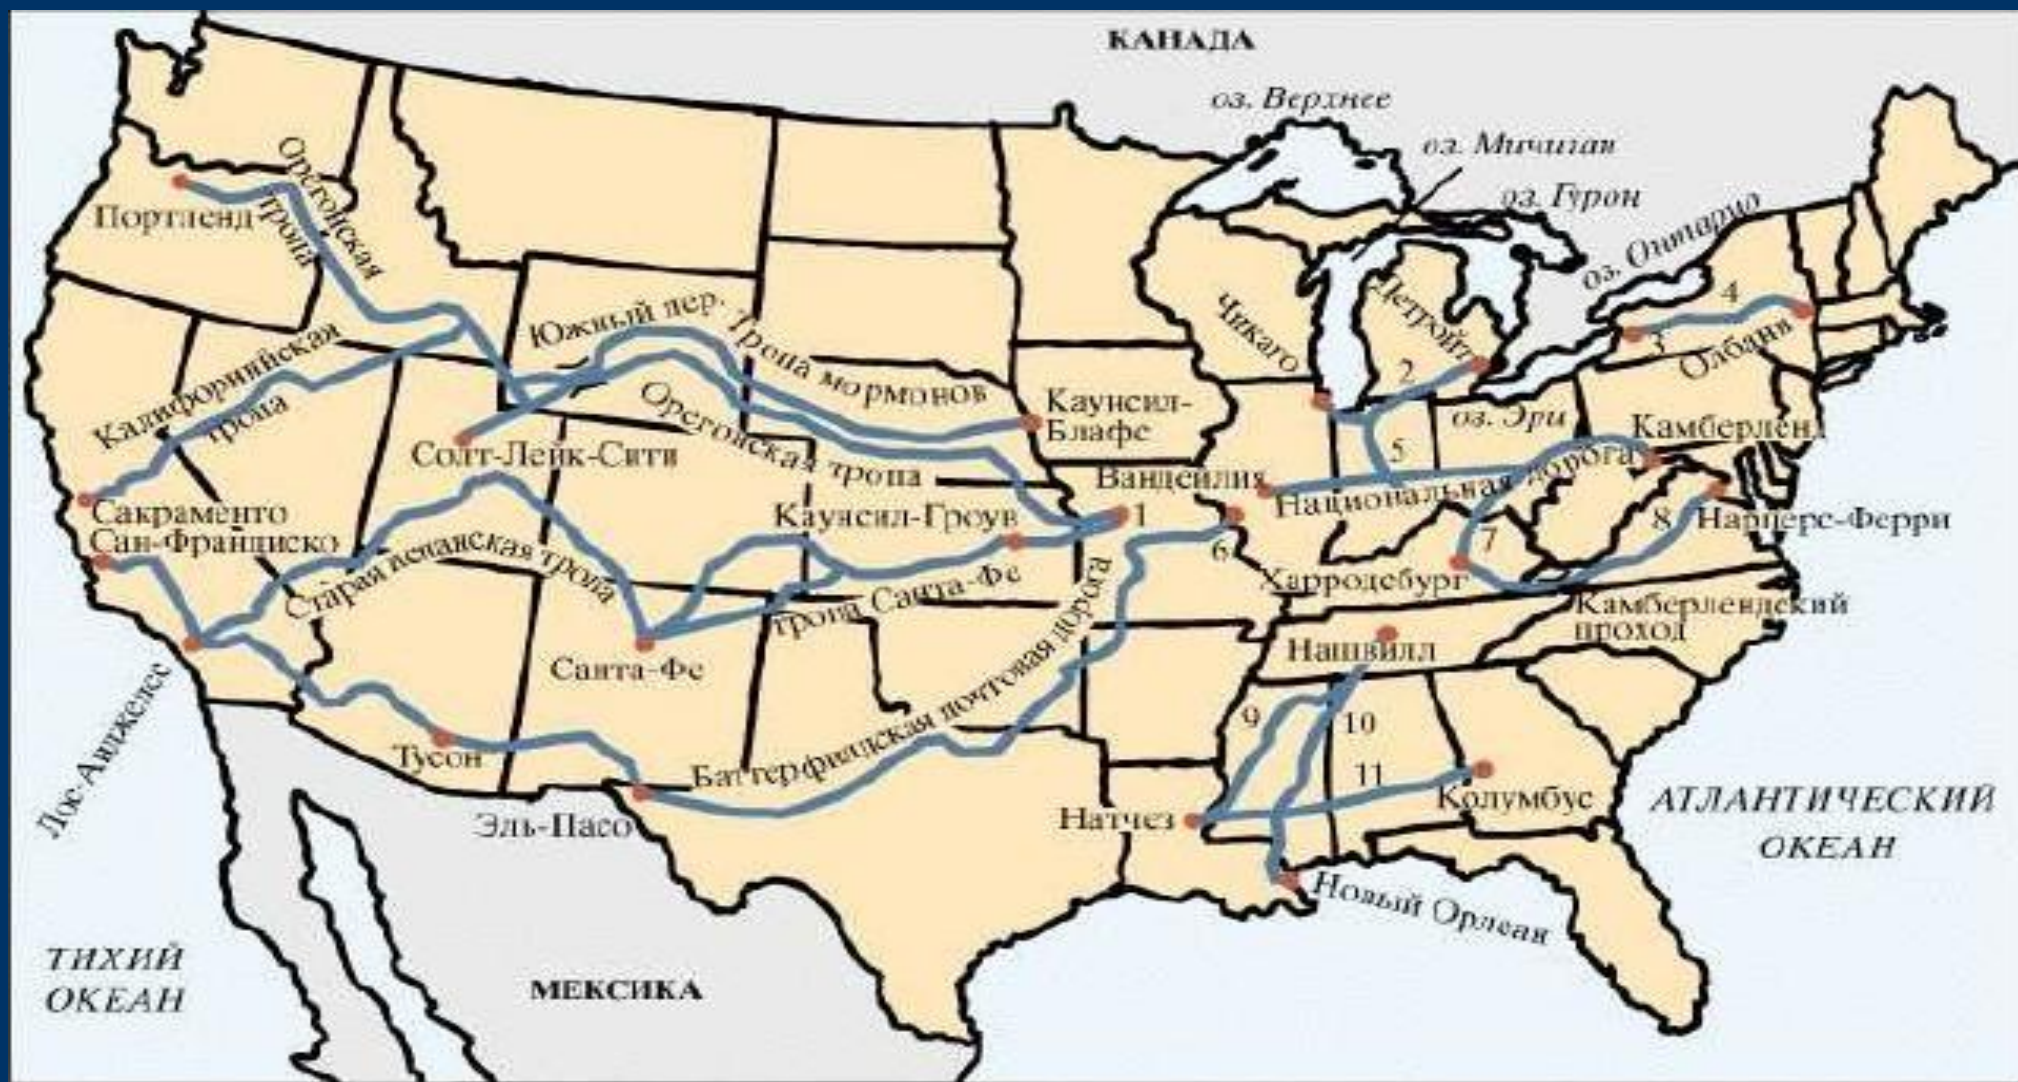 КАНАДА
оз. Верхнее
оз. Мичиган
оз. Гурон
оз. Онтарио
Орегонская
тропа
Портленд
Чикаго
Детройт
4
3
Олбани
Южный пер.
Тропа мормонов
2
Калифорнийская
тропа
Орегонская тропа
Каунсил-
Блафс
оз. Эри
Камберленд
Солт-Лейк-Сити
5
Вандейлия
Национальная дорога
Сакраменто
Сан-Франциско
Каунсил-Гроув
1
6
7
8
Харперс-Ферри
Старая испанская тропа
тропа Санта-Фе
Харродсбург
Камберлендский
проход
Санта-Фе
Нашвилл
Лос-Анджелес
Баттерфилдская почтовая дорога
9
10
11
Тусон
Эль-Пасо
Натчез
Колумбус
АТЛАНТИЧЕСКИЙ
ОКЕАН
Новый Орлеан
ТИХИЙ
ОКЕАН
МЕКСИКА